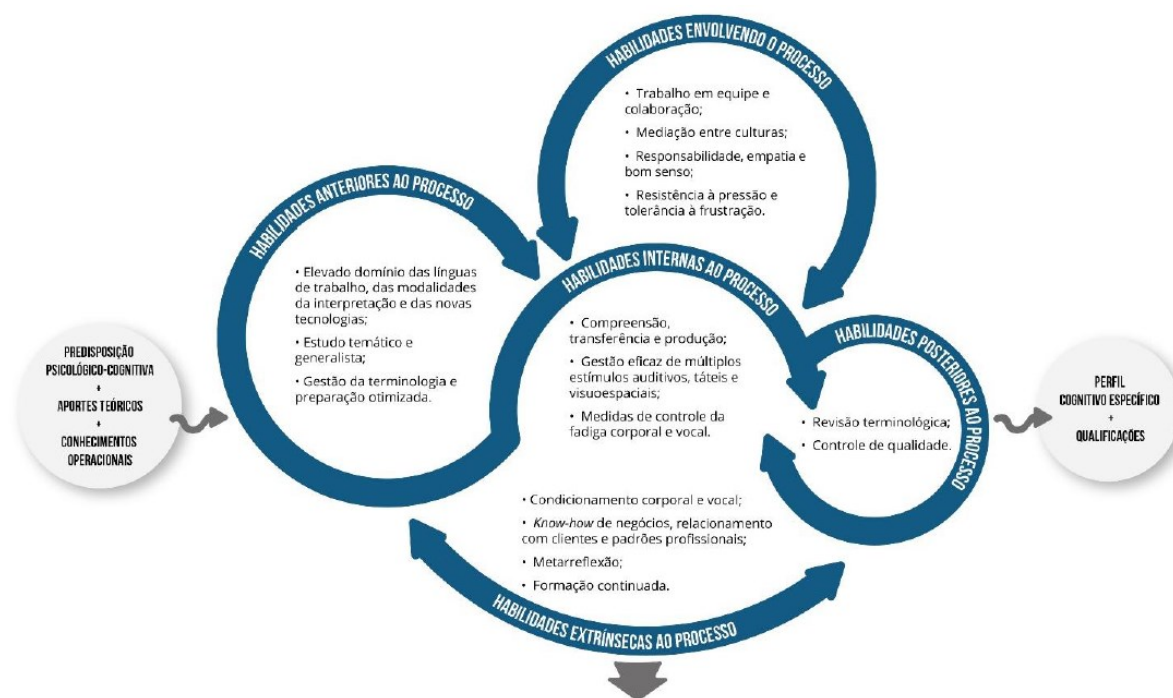 HABILIDADES ENVOLVENDO O PROCESSO
• Trabalho em equipe e
colaboração;
• Mediação entre culturas;
• Responsabilidade, empatia e
bom senso;
• Resistência à pressão e
tolerância à frustração.
HABILIDADES ANTERIORES AO PROCESSO
• Elevado domínio das línguas
de trabalho, das modalidades
da interpretação e das novas
tecnologias;
• Estudo temático e
generalista;
• Gestão da terminologia e
preparação otimizada.
HABILIDADES INTERNAS AO PROCESSO
• Compreensão,
transferência e produção;
• Gestão eficaz de múltiplos
estímulos auditivos, táteis e
visuoespaciais;
• Medidas de controle da
fadiga corporal e vocal.
HABILIDADES POSTERIORES AO PROCESSO
• Revisão terminológica;
• Controle de qualidade.
PREDISPOSIÇÃO
PSICOLÓGICO-COGNITIVA
+
APORTES TEÓRICOS
+
CONHECIMENTOS
OPERACIONAIS
PERFIL
COGNITIVO ESPECÍFICO
+
QUALIFICAÇÕES
• Condicionamento corporal e vocal;
• Know-how de negócios, relacionamento
com clientes e padrões profissionais;
• Metarreflexão;
• Formação continuada.
HABILIDADES EXTRÍNSECAS AO PROCESSO